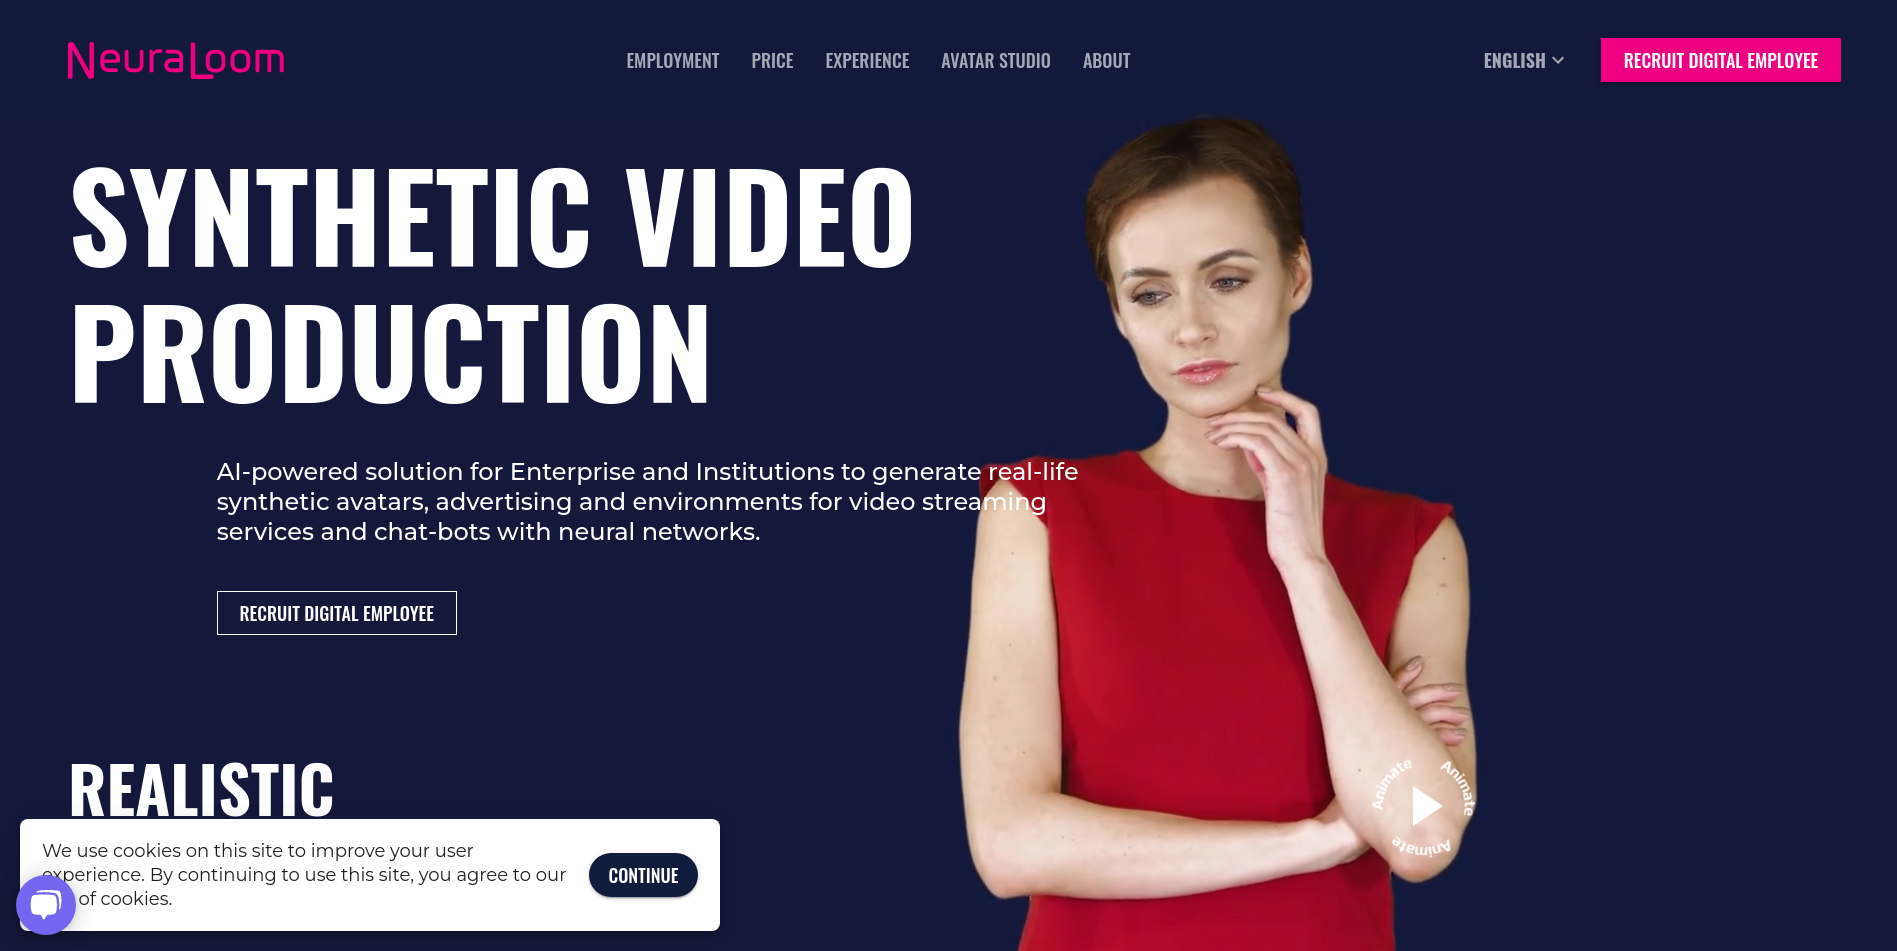 NeuraLoom
EMPLOYMENT PRICE EXPERIENCE AVATAR STUDIO ABOUT
ENGLISH
RECRUIT DIGITAL EMPLOYEE
SYNTHETIC VIDEO
PRODUCTION
AI-powered solution for Enterprise and Institutions to generate real-life
synthetic avatars, advertising and environments for video streaming
services and chat-bots with neural networks.
RECRUIT DIGITAL EMPLOYEE
REALISTIC
Animate Animate Animate
We use cookies on this site to improve your user
experience. By continuing to use this site, you agree to our
of cookies.
CONTINUE